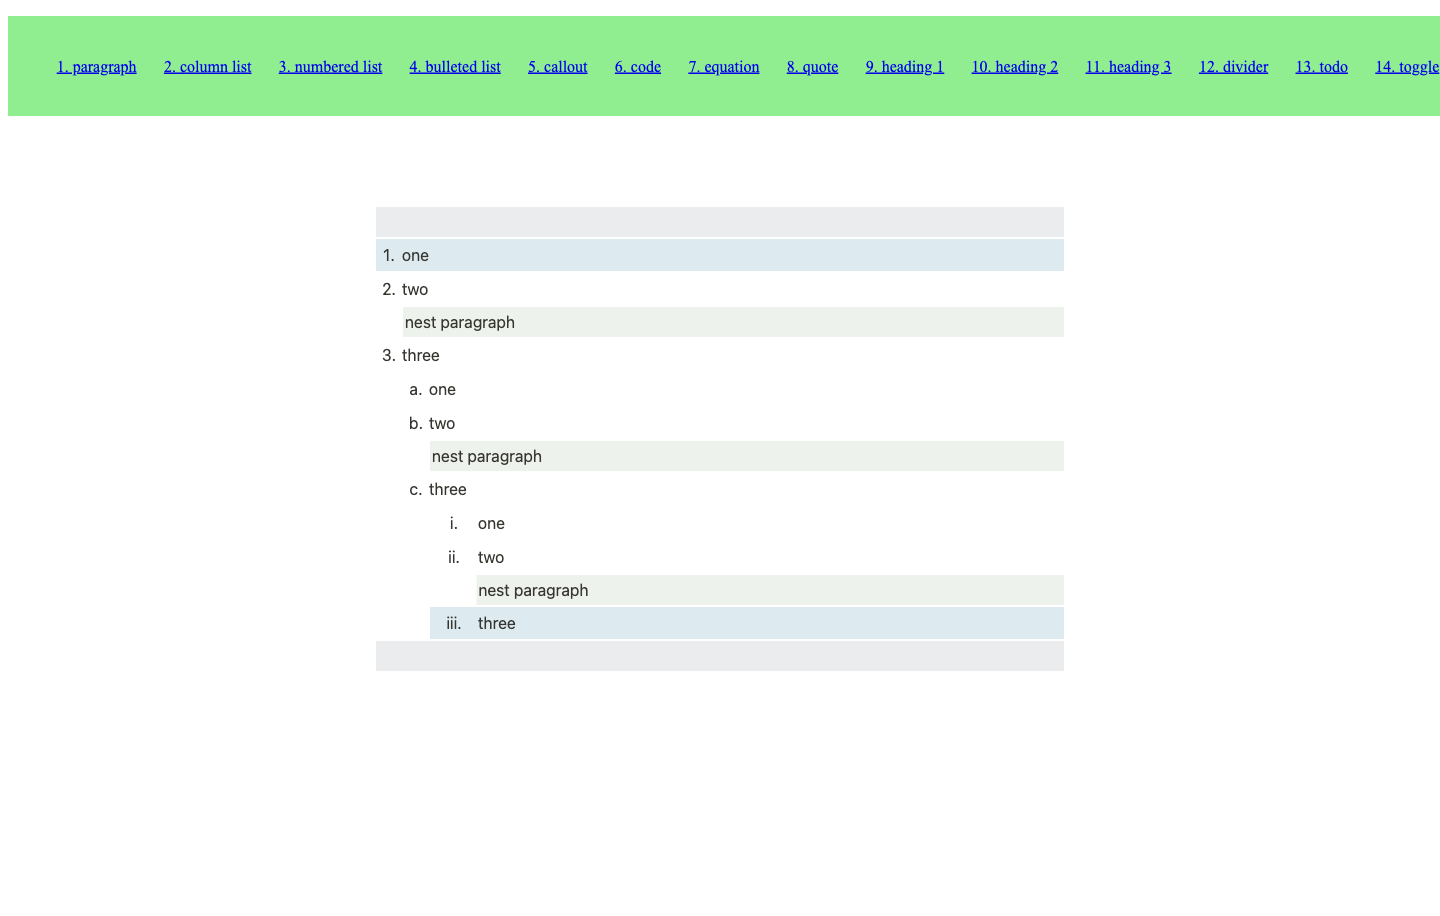 1. paragraph 2. column list 3. numbered list 4. bulleted list 5. callout 6. code 7. equation 8. quote 9. heading 1 10. heading 2 11. heading 3 12. divider 13. todo 14. toggle
1. one
2. two
nest paragraph
3. three
a. one
b. two
nest paragraph
c. three
i. one
ii. two
nest paragraph
iii. three